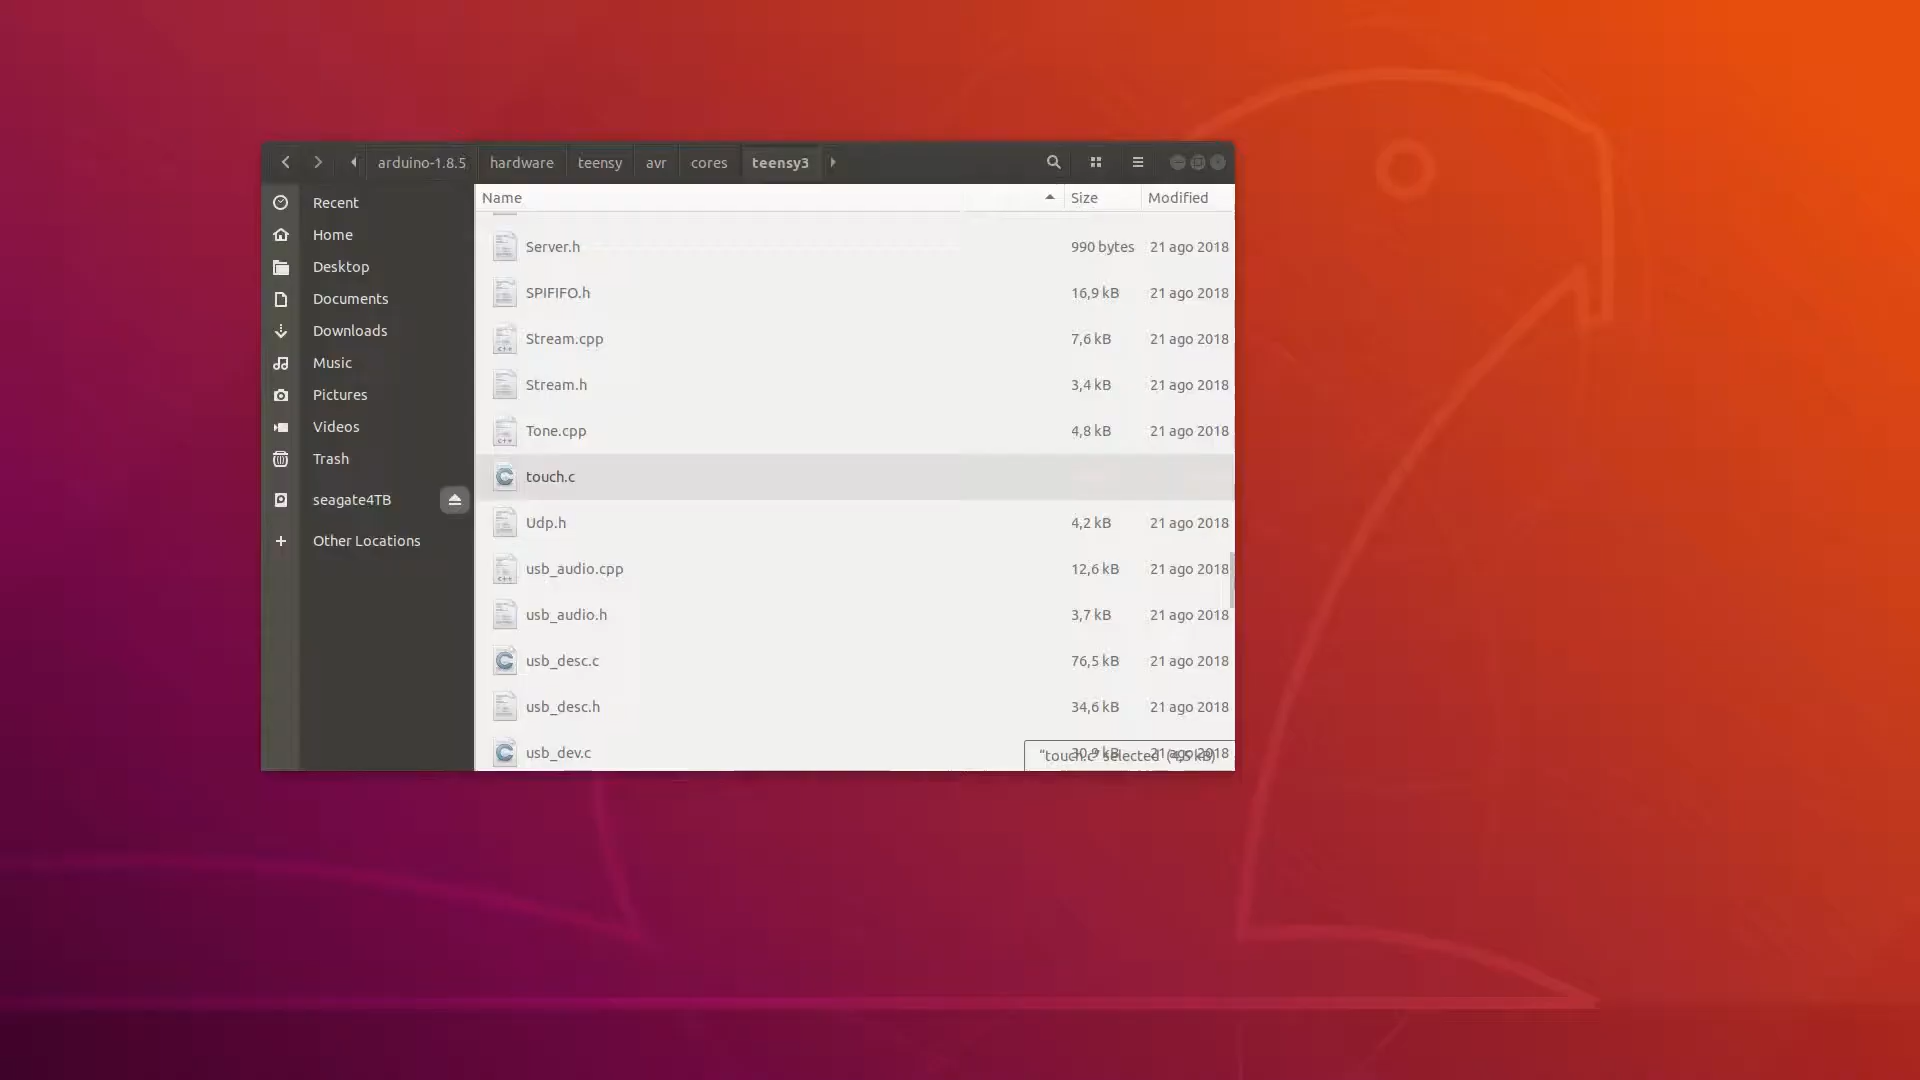 arduino-1.8.5 hardware teensy avr cores teensy3
Name Size Modified
Recent
Home
Desktop
Documents
Downloads
Music
Pictures
Videos
Trash
seagate4TB
Other Locations
Server.h 990 bytes 21 ago 2018
SPIFIFO.h 16,9 kB 21 ago 2018
Stream.cpp 7,6 kB 21 ago 2018
Stream.h 3,4 kB 21 ago 2018
Tone.cpp 4,8 kB 21 ago 2018
touch.c
Udp.h 4,2 kB 21 ago 2018
usb_audio.cpp 12,6 kB 21 ago 2018
usb_audio.h 3,7 kB 21 ago 2018
usb_desc.c 76,5 kB 21 ago 2018
usb_desc.h 34,6 kB 21 ago 2018
usb_dev.c 30,9 kB 21 ago 2018
"touch.c" selected